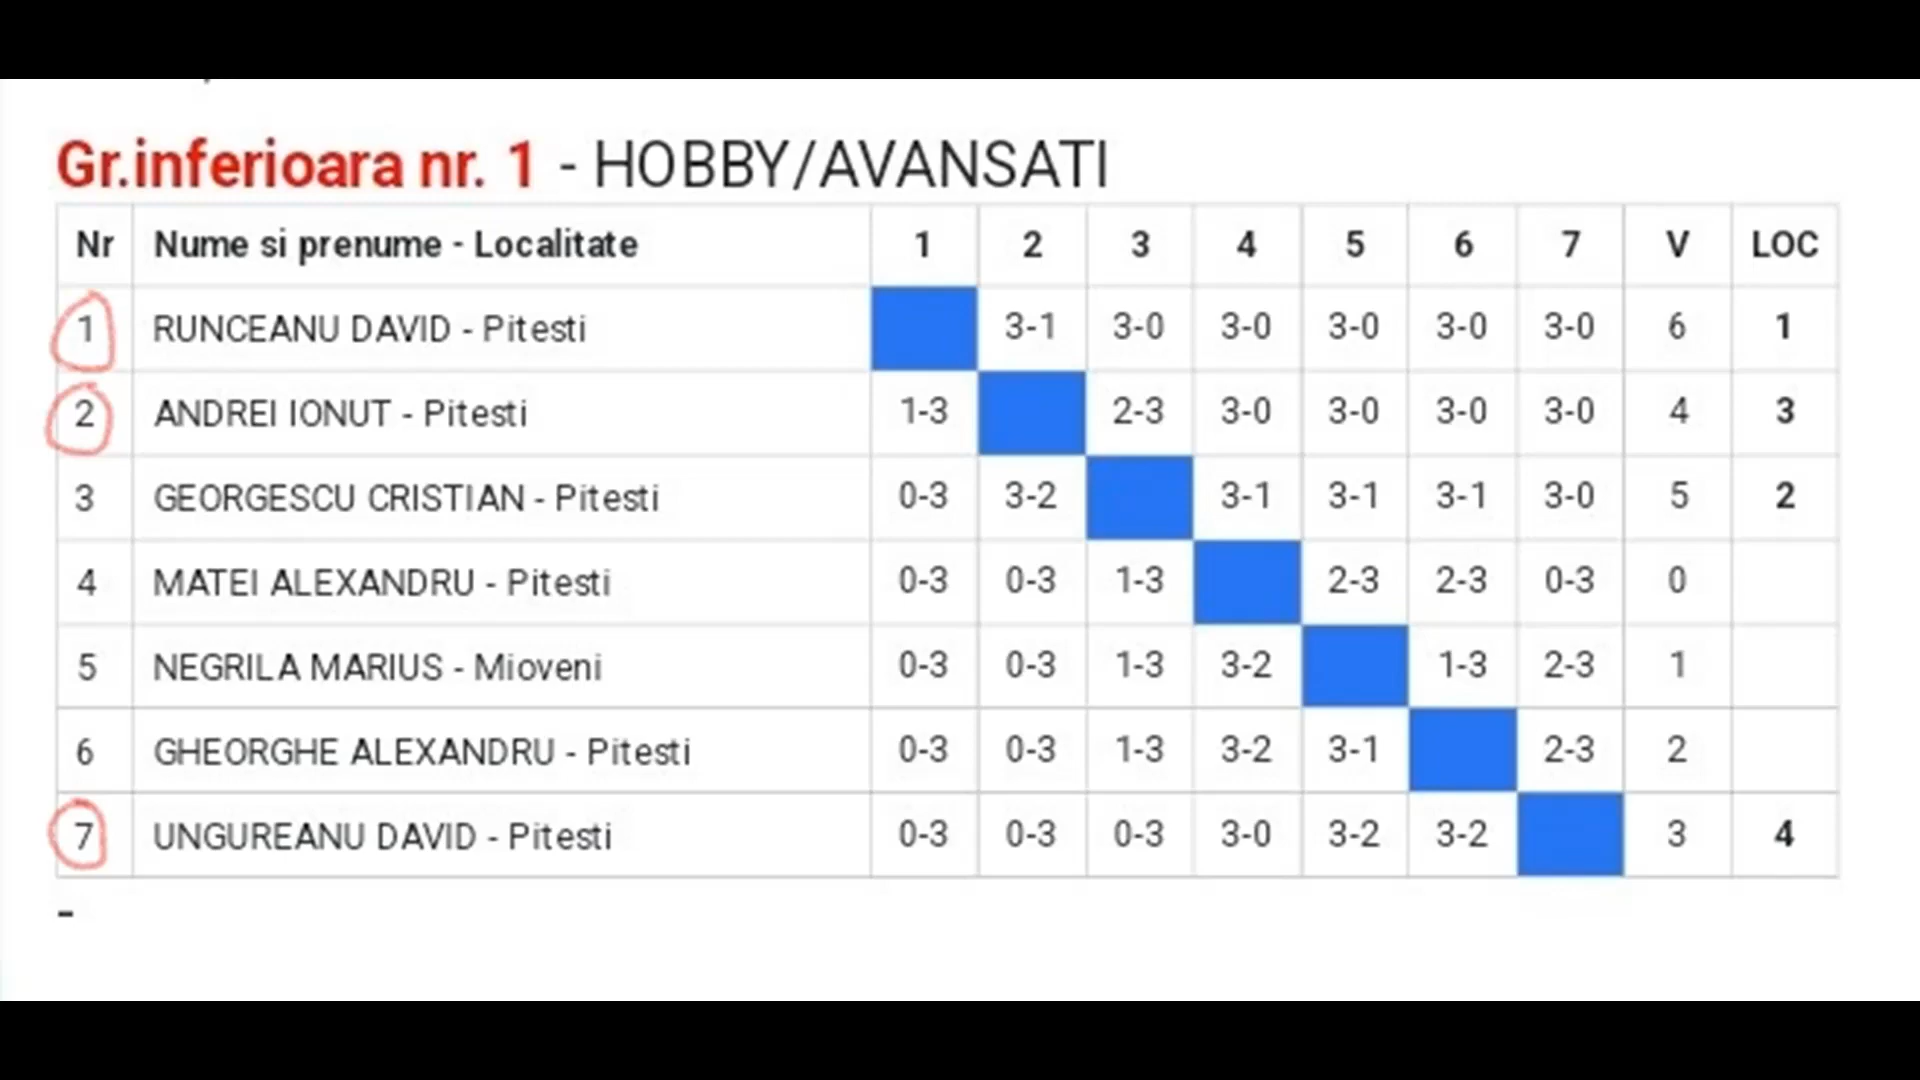 Gr.inferioara nr. 1 - HOBBY/AVANSATI
Nr Nume si prenume - Localitate 1 2 3 4 5 6 7 V LOC
1 RUNCEANU DAVID - Pitesti 3-1 3-0 3-0 3-0 3-0 3-0 6 1
2 ANDREI IONUT - Pitesti 1-3 2-3 3-0 3-0 3-0 3-0 4 3
3 GEORGESCU CRISTIAN - Pitesti 0-3 3-2 3-1 3-1 3-1 3-0 5 2
4 MATEI ALEXANDRU - Pitesti 0-3 0-3 1-3 2-3 2-3 0-3 0
5 NEGRILA MARIUS - Mioveni 0-3 0-3 1-3 3-2 1-3 2-3 1
6 GHEORGHE ALEXANDRU - Pitesti 0-3 0-3 1-3 3-2 3-1 2-3 2
7 UNGUREANU DAVID - Pitesti 0-3 0-3 0-3 3-0 3-2 3-2 3 4
-